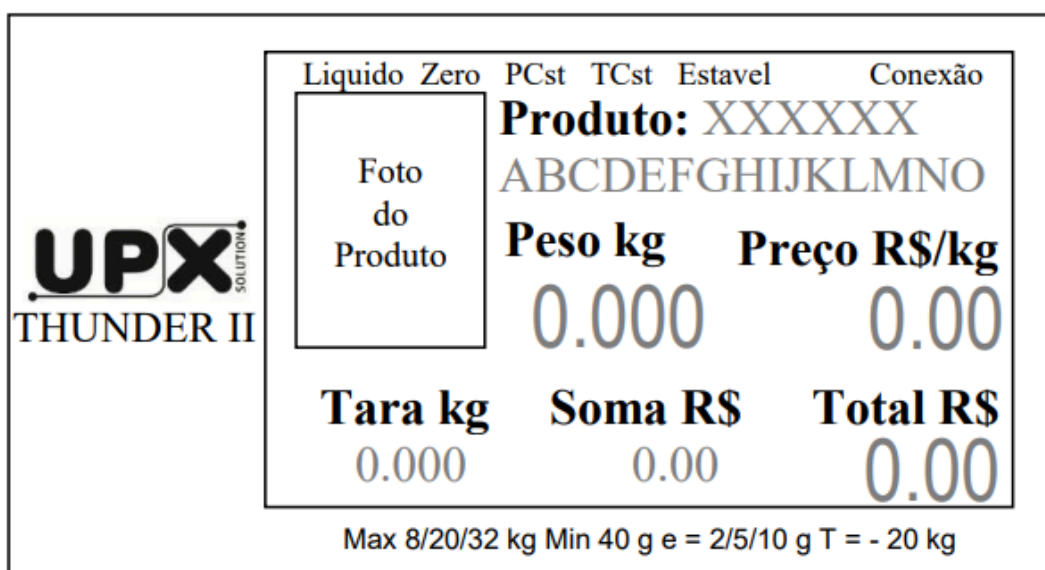 Liquido Zero PCst TCst Estavel Conexão
Produto: XXXXXX
ABCDEFGHIJKLMNO
Foto
do
Produto
Peso kg Preço R$/kg
0.000 0.00
UPX SOLUTION
THUNDER II
Tara kg Soma R$ Total R$
0.000 0.00 0.00
Max 8/20/32 kg Min 40 g e = 2/5/10 g T = - 20 kg